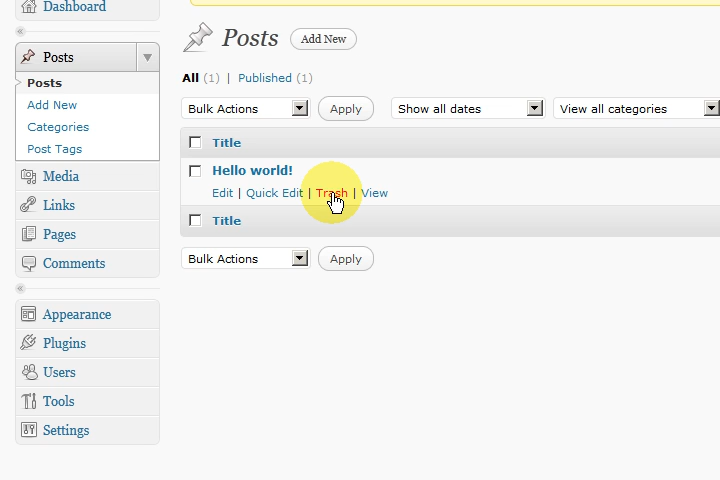 Dashboard
Posts
Posts
Add New
Categories
Post Tags
Media
Links
Pages
Comments
Appearance
Plugins
Users
Tools
Settings
Posts Add New
All (1) | Published (1)
Bulk Actions Apply Show all dates View all categories
Title
Hello world!
Edit | Quick Edit | Trash | View
Title
Bulk Actions Apply